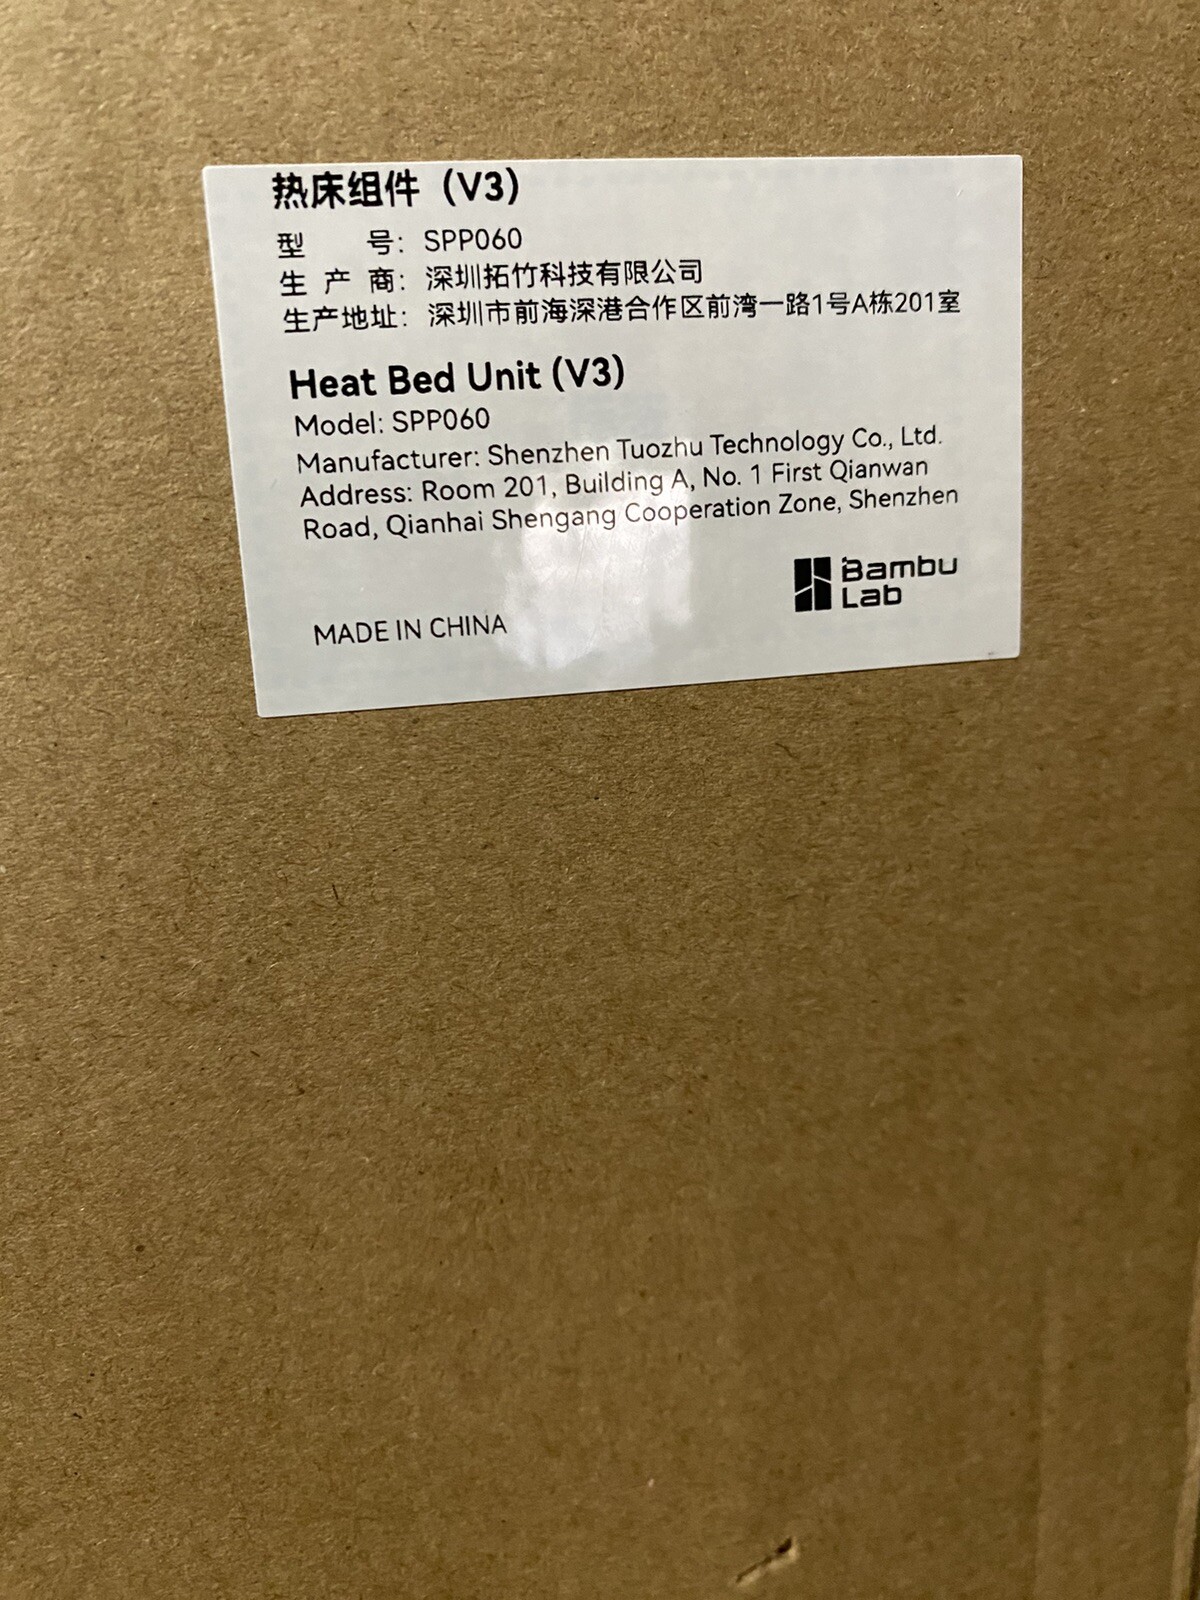 热床组件（V3）
型 号：SPP060
生 产 商：深圳拓竹科技有限公司
生产地址：深圳市前海深港合作区前湾一路1号A栋201室
Heat Bed Unit (V3)
Model: SPP060
Manufacturer: Shenzhen Tuozhu Technology Co., Ltd.
Address: Room 201, Building A, No. 1 First Qianwan
Road, Qianhai Shengang Cooperation Zone, Shenzhen
Bambu
Lab
MADE IN CHINA